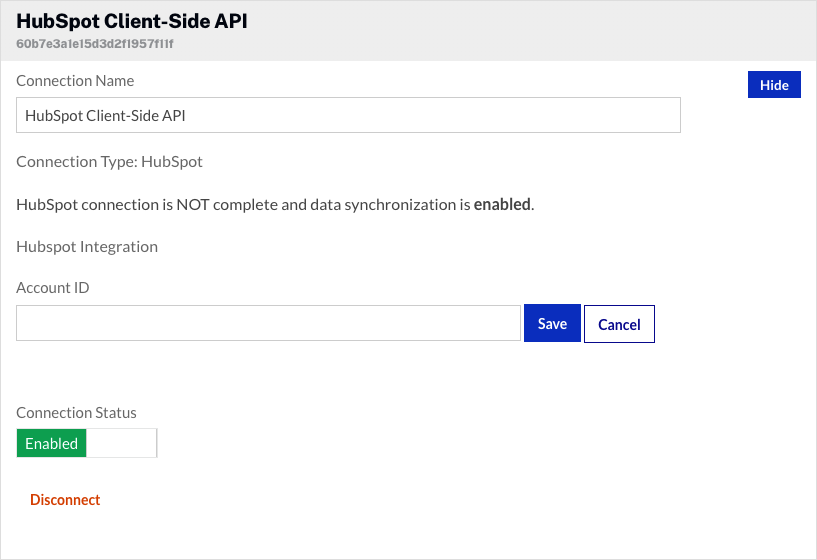 HubSpot Client-Side API
60b7e3a1e15d3d2f1957f11f
Connection Name
Hide
HubSpot Client-Side API
Connection Type: HubSpot
HubSpot connection is NOT complete and data synchronization is enabled.
Hubspot Integration
Account ID
Save
Cancel
Connection Status
Enabled
Disconnect